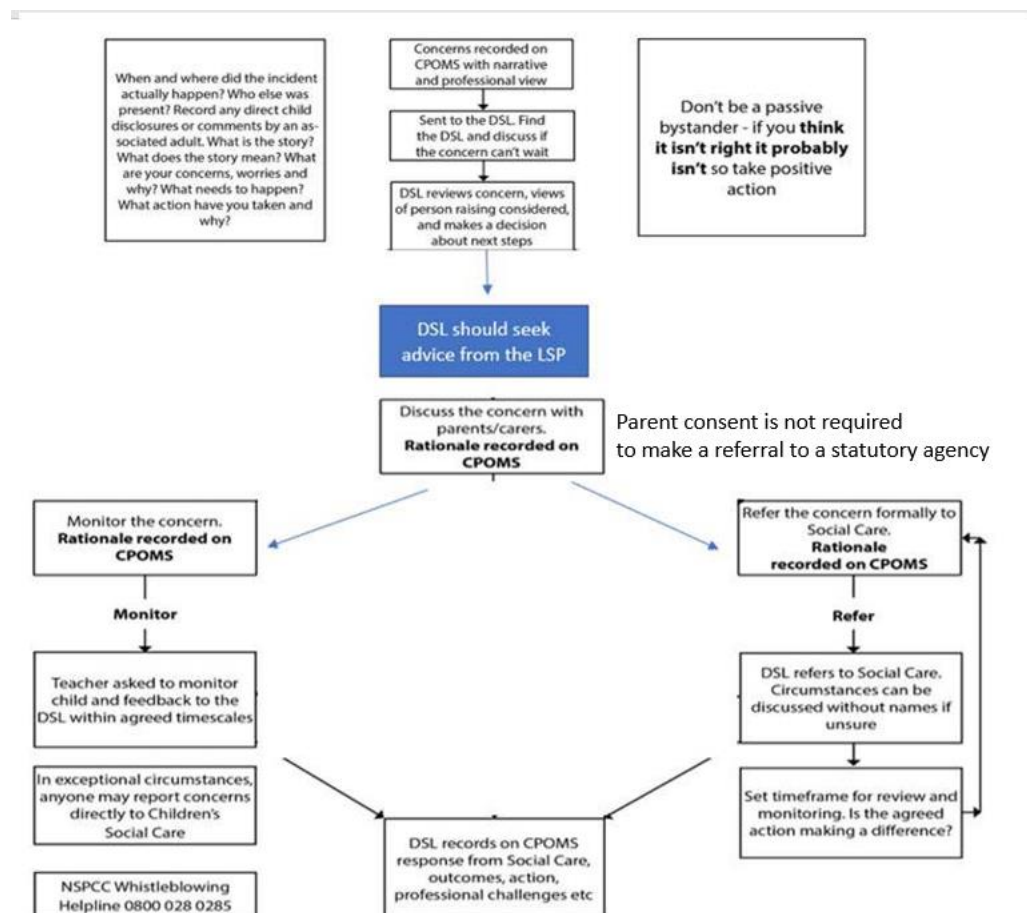 When and where did the incident
actually happen? Who else was
present? Record any direct child
disclosures or comments by an as-
sociated adult. What is the story?
What does the story mean? What
are your concerns, worries and
why? What needs to happen?
What action have you taken and
why?
Concerns recorded on
CPOMS with narrative
and professional view
Sent to the DSL. Find
the DSL and discuss if
the concern can't wait
DSL reviews concern, views
of person raising considered,
and makes a decision
about next steps
Don't be a passive
bystander - if you think
it isn't right it probably
isn't so take positive
action
DSL should seek
advice from the LSP
Discuss the concern with
parents/carers.
Rationale recorded on
CPOMS
Parent consent is not required
to make a referral to a statutory agency
Monitor the concern.
Rationale recorded on
CPOMS
Monitor
Teacher asked to monitor
child and feedback to the
DSL within agreed timescales
In exceptional circumstances,
anyone may report concerns
directly to Children's
Social Care
NSPCC Whistleblowing
Helpline 0800 028 0285
Refer the concern formally to
Social Care.
Rationale
recorded on CPOMS
Refer
DSL refers to Social Care.
Circumstances can be
discussed without names if
unsure
Set timeframe for review and
monitoring. Is the agreed
action making a difference?
DSL records on CPOMS
response from Social Care,
outcomes, action,
professional challenges etc